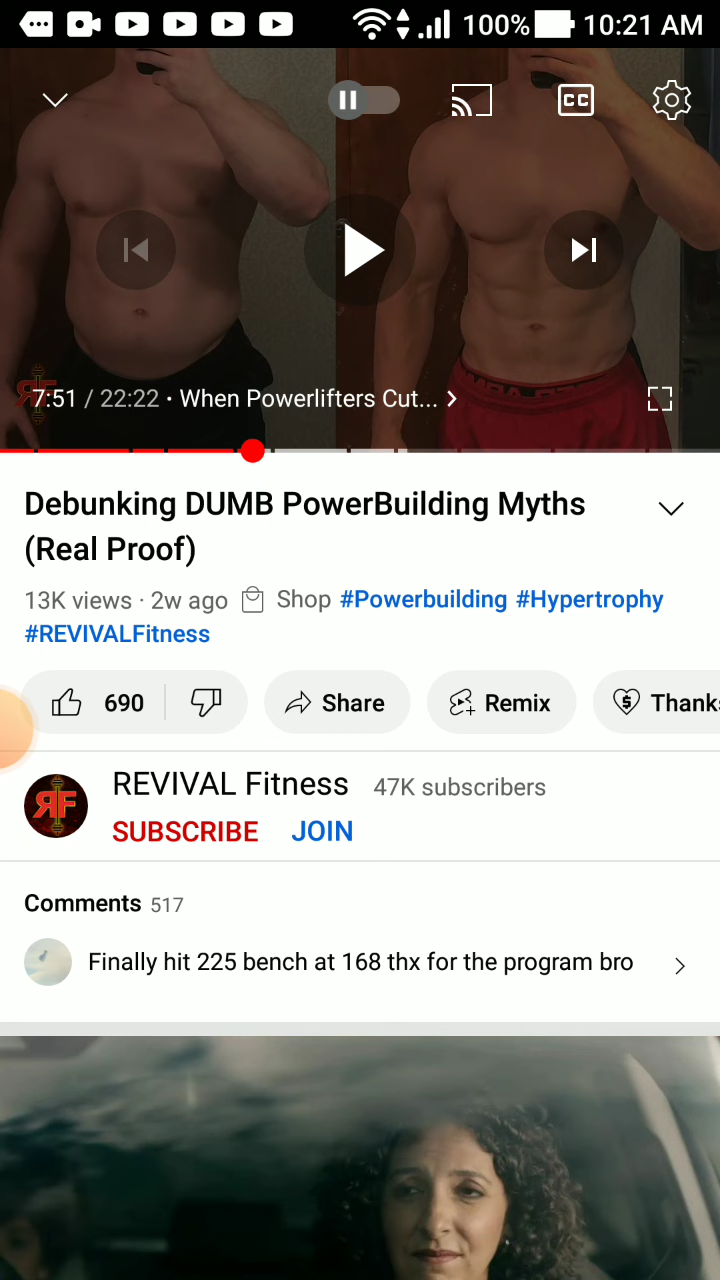 100% 10:21 AM
CC
7:51 / 22:22 · When Powerlifters Cut...
Debunking DUMB PowerBuilding Myths
(Real Proof)
13K views · 2w ago Shop #Powerbuilding #Hypertrophy
#REVIVALFitness
690 Share Remix Thanks
RF REVIVAL Fitness 47K subscribers
SUBSCRIBE JOIN
Comments 517
Finally hit 225 bench at 168 thx for the program bro